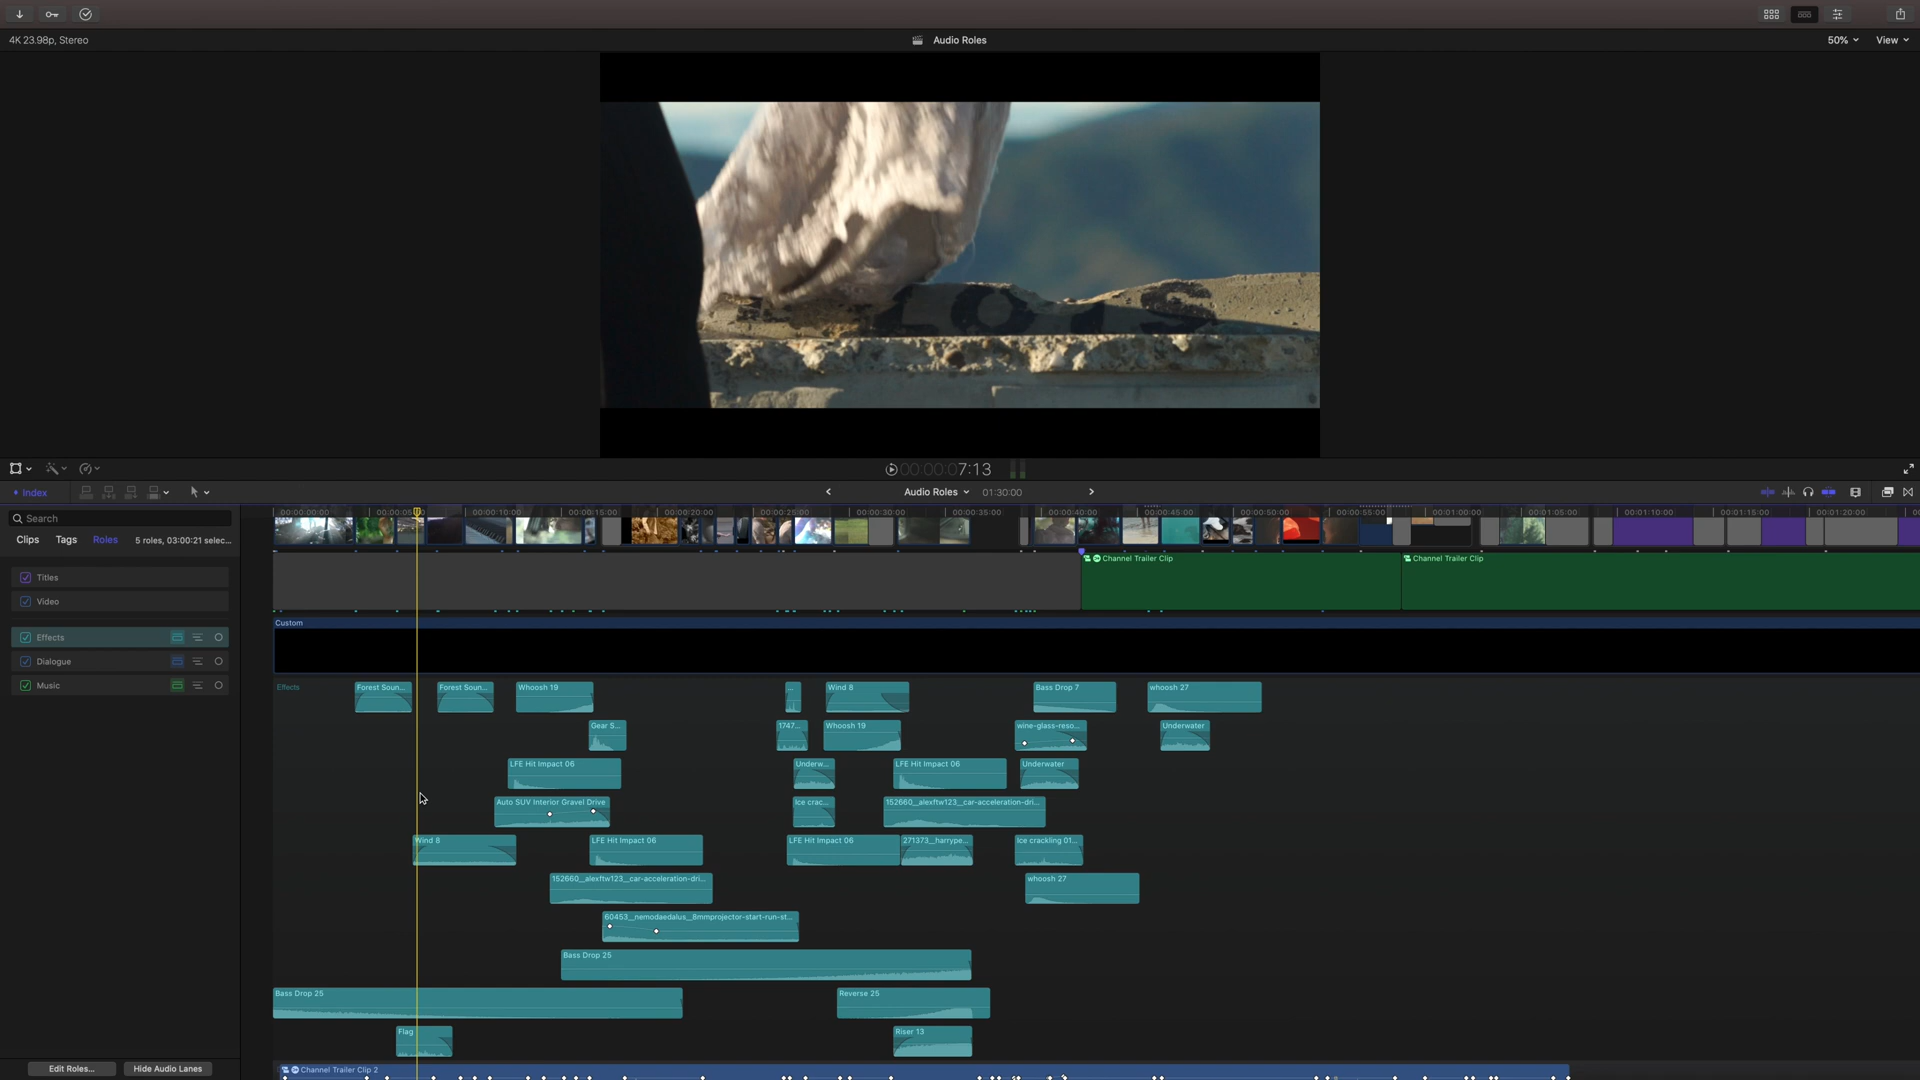 4K 23.98p, Stereo
Audio Roles
50%
View
00:00:07:13
Index
Audio Roles
01:30:00
Search
Clips
Tags
Roles
5 roles, 03:00:21 selec...
Titles
Video
Effects
Dialogue
Music
Edit Roles...
Hide Audio Lanes
00:00:00:00
00:00:10:00
00:00:15:00
00:00:20:00
00:00:25:00
00:00:30:00
00:00:35:00
00:00:40:00
00:00:45:00
00:00:50:00
00:00:55:00
00:01:00:00
00:01:05:00
00:01:10:00
00:01:15:00
00:01:20:00
Channel Trailer Clip
Channel Trailer Clip
Custom
Effects
Forest Soun...
Forest Soun...
Whoosh 19
...
Wind 8
Bass Drop 7
whoosh 27
Gear S...
1747...
Whoosh 19
wine-glass-reso...
Underwater
LFE Hit Impact 06
Underw...
LFE Hit Impact 06
Underwater
Auto SUV Interior Gravel Drive
Ice crac...
152660__alexftw123__car-acceleration-dri...
Wind 8
LFE Hit Impact 06
LFE Hit Impact 06
271373__harrype...
Ice crackling 01...
152660__alexftw123__car-acceleration-dri...
whoosh 27
60453__nemodaedalus__8mmprojector-start-run-st...
Bass Drop 25
Bass Drop 25
Reverse 25
Flag
Riser 13
Channel Trailer Clip 2